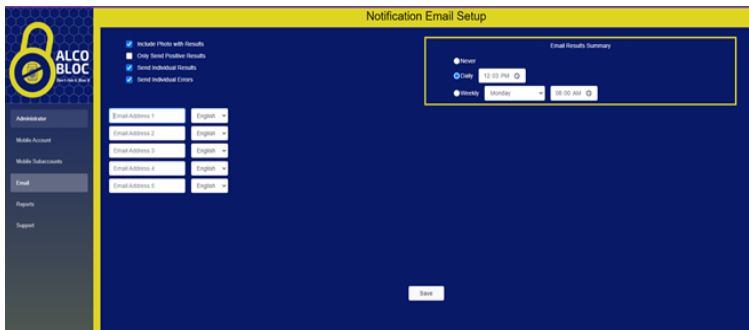 Notification Email Setup
ALCO
BLOC
Administrator
Mobile Account
Mobile Subaccounts
Email
Reports
Support
Include Photo with Results
Only Send Positive Results
Send Individual Results
Send Individual Errors
Email Results Summary
Never
Daily 12:03 PM
Weekly Monday 08:00 AM
Email Address 1 English
Email Address 2 English
Email Address 3 English
Email Address 4 English
Email Address 5 English
Save